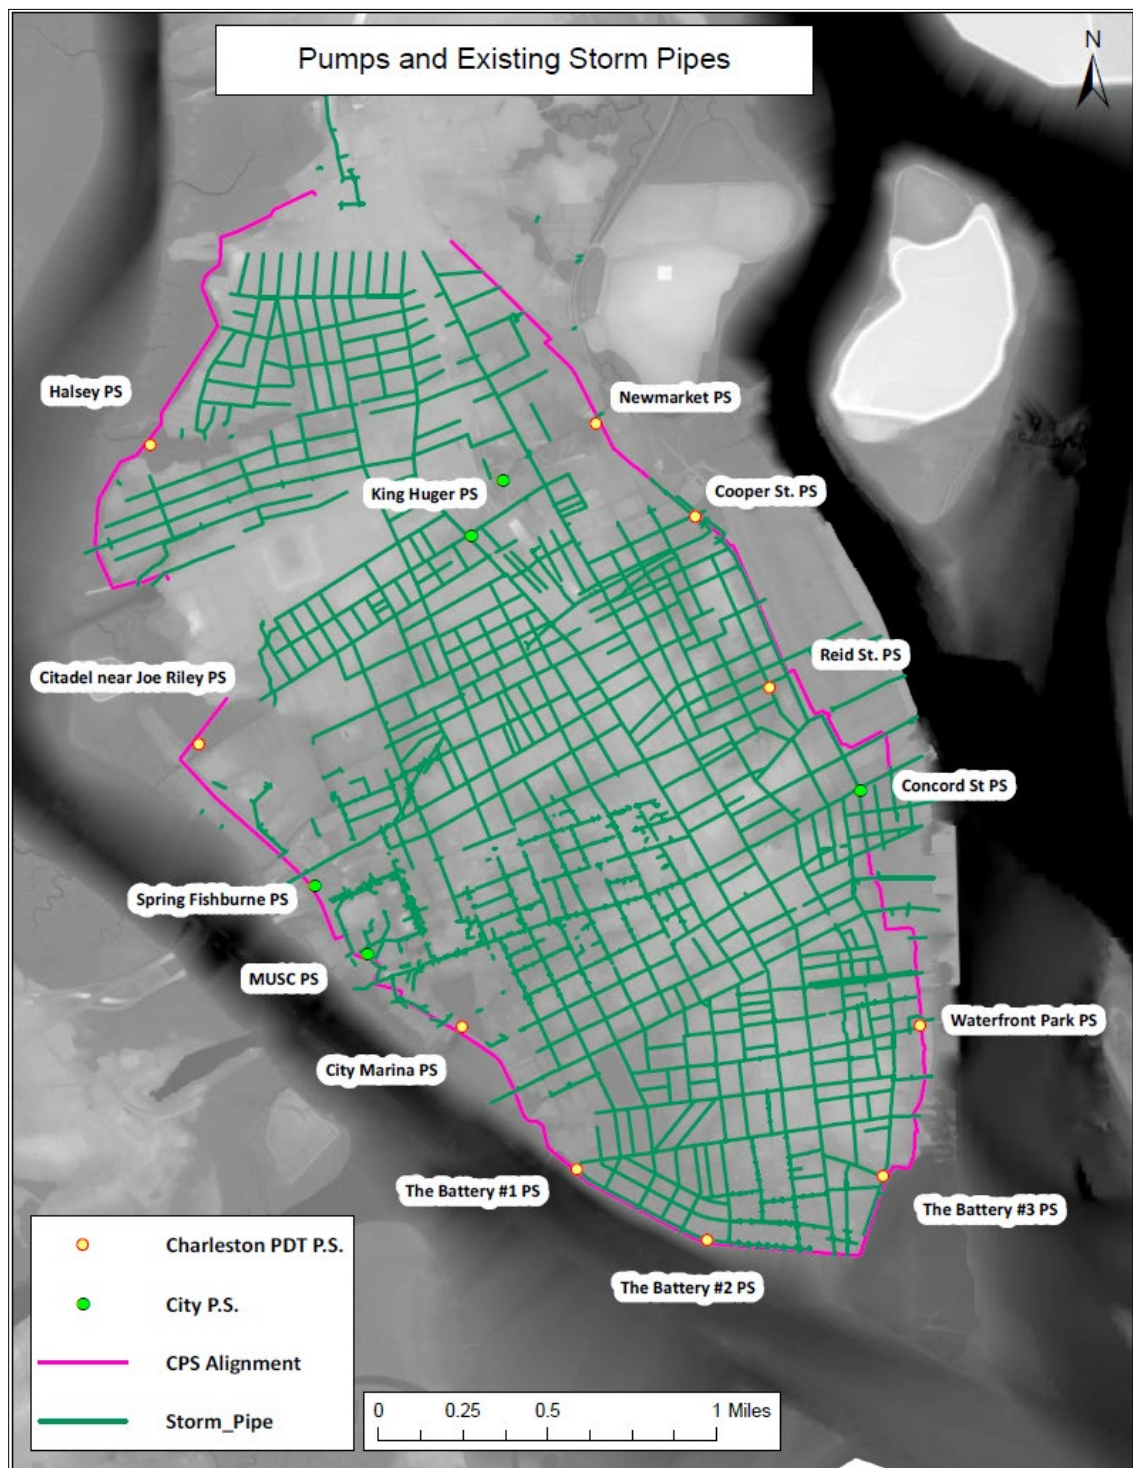 Pumps and Existing Storm Pipes
N
Halsey PS
Newmarket PS
King Huger PS
Cooper St. PS
Reid St. PS
Citadel near Joe Riley PS
Concord St PS
Spring Fishburne PS
MUSC PS
Waterfront Park PS
City Marina PS
The Battery #1 PS
The Battery #3 PS
The Battery #2 PS
Charleston PDT P.S.
City P.S.
CPS Alignment
Storm_Pipe
0 0.25 0.5 1 Miles